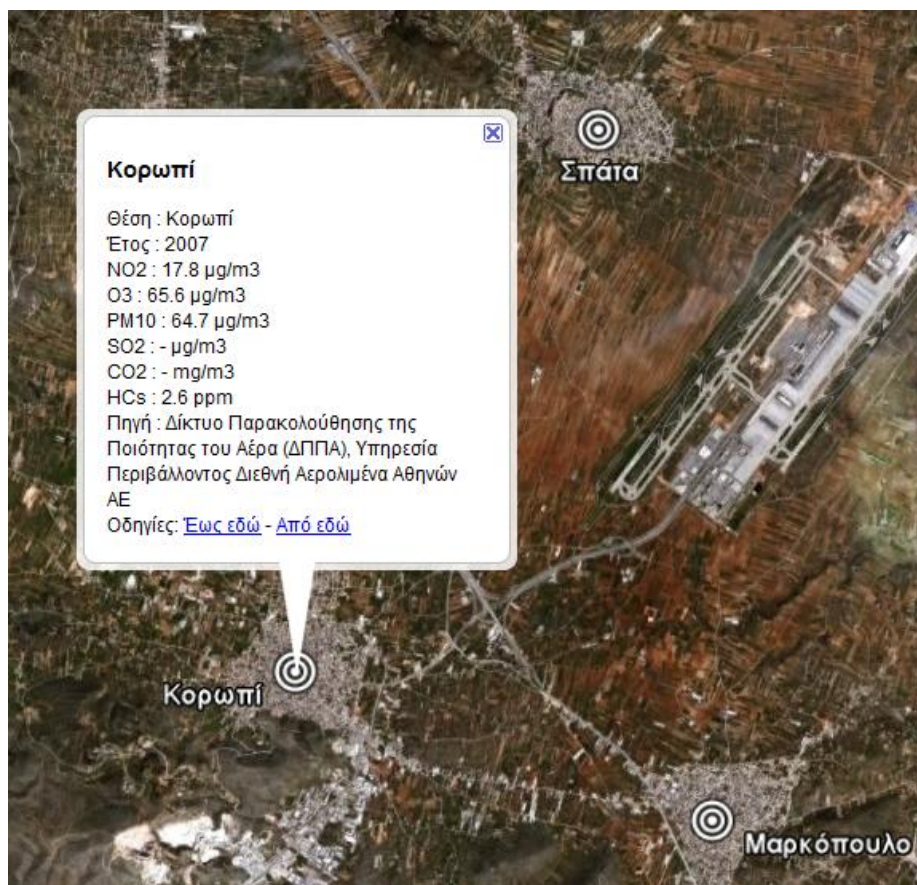 Σπάτα
Κορωπί
Θέση : Κορωπί
Έτος : 2007
NO2 : 17.8 μg/m3
O3 : 65.6 μg/m3
PM10 : 64.7 μg/m3
SO2 : - μg/m3
CO2 : - mg/m3
HCs : 2.6 ppm
Πηγή : Δίκτυο Παρακολούθησης της
Ποιότητας του Αέρα (ΔΠΠΑ), Υπηρεσία
Περιβάλλοντος Διεθνή Αερολιμένα Αθηνών
ΑΕ
Οδηγίες: Έως εδώ - Από εδώ
Κορωπί
Μαρκόπουλο